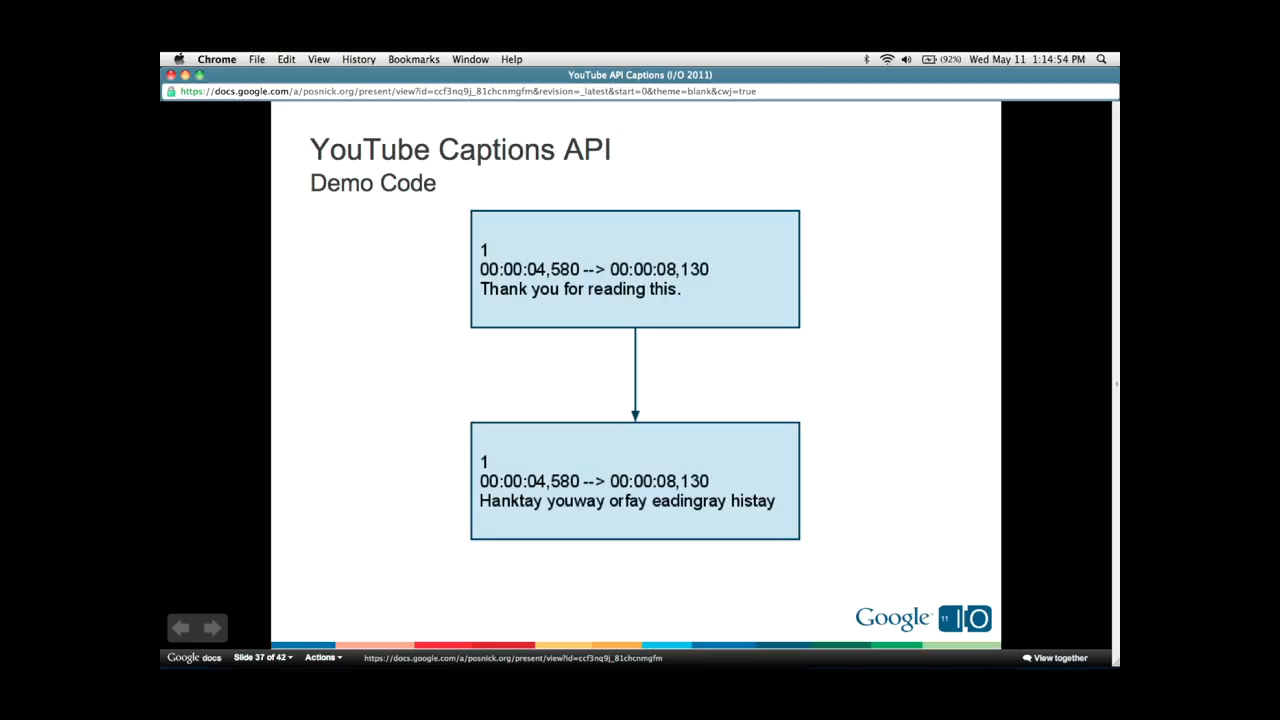 Chrome File Edit View History Bookmarks Window Help (92%) Wed May 11 1:14:54 PM
YouTube API Captions (I/O 2011)
https://docs.google.com/a/posnick.org/present/view?id=ccf3nq9j_81chcnmgfm&revision=_latest&start=0&theme=blank&cwj=true
YouTube Captions API
Demo Code
1
00:00:04,580 --> 00:00:08,130
Thank you for reading this.
1
00:00:04,580 --> 00:00:08,130
Hanktay youway orfay eadingray histay
Google 11 IO
Google docs Slide 37 of 42 Actions https://docs.google.com/a/posnick.org/present/view?id=ccf3nq9j_81chcnmgfm View together